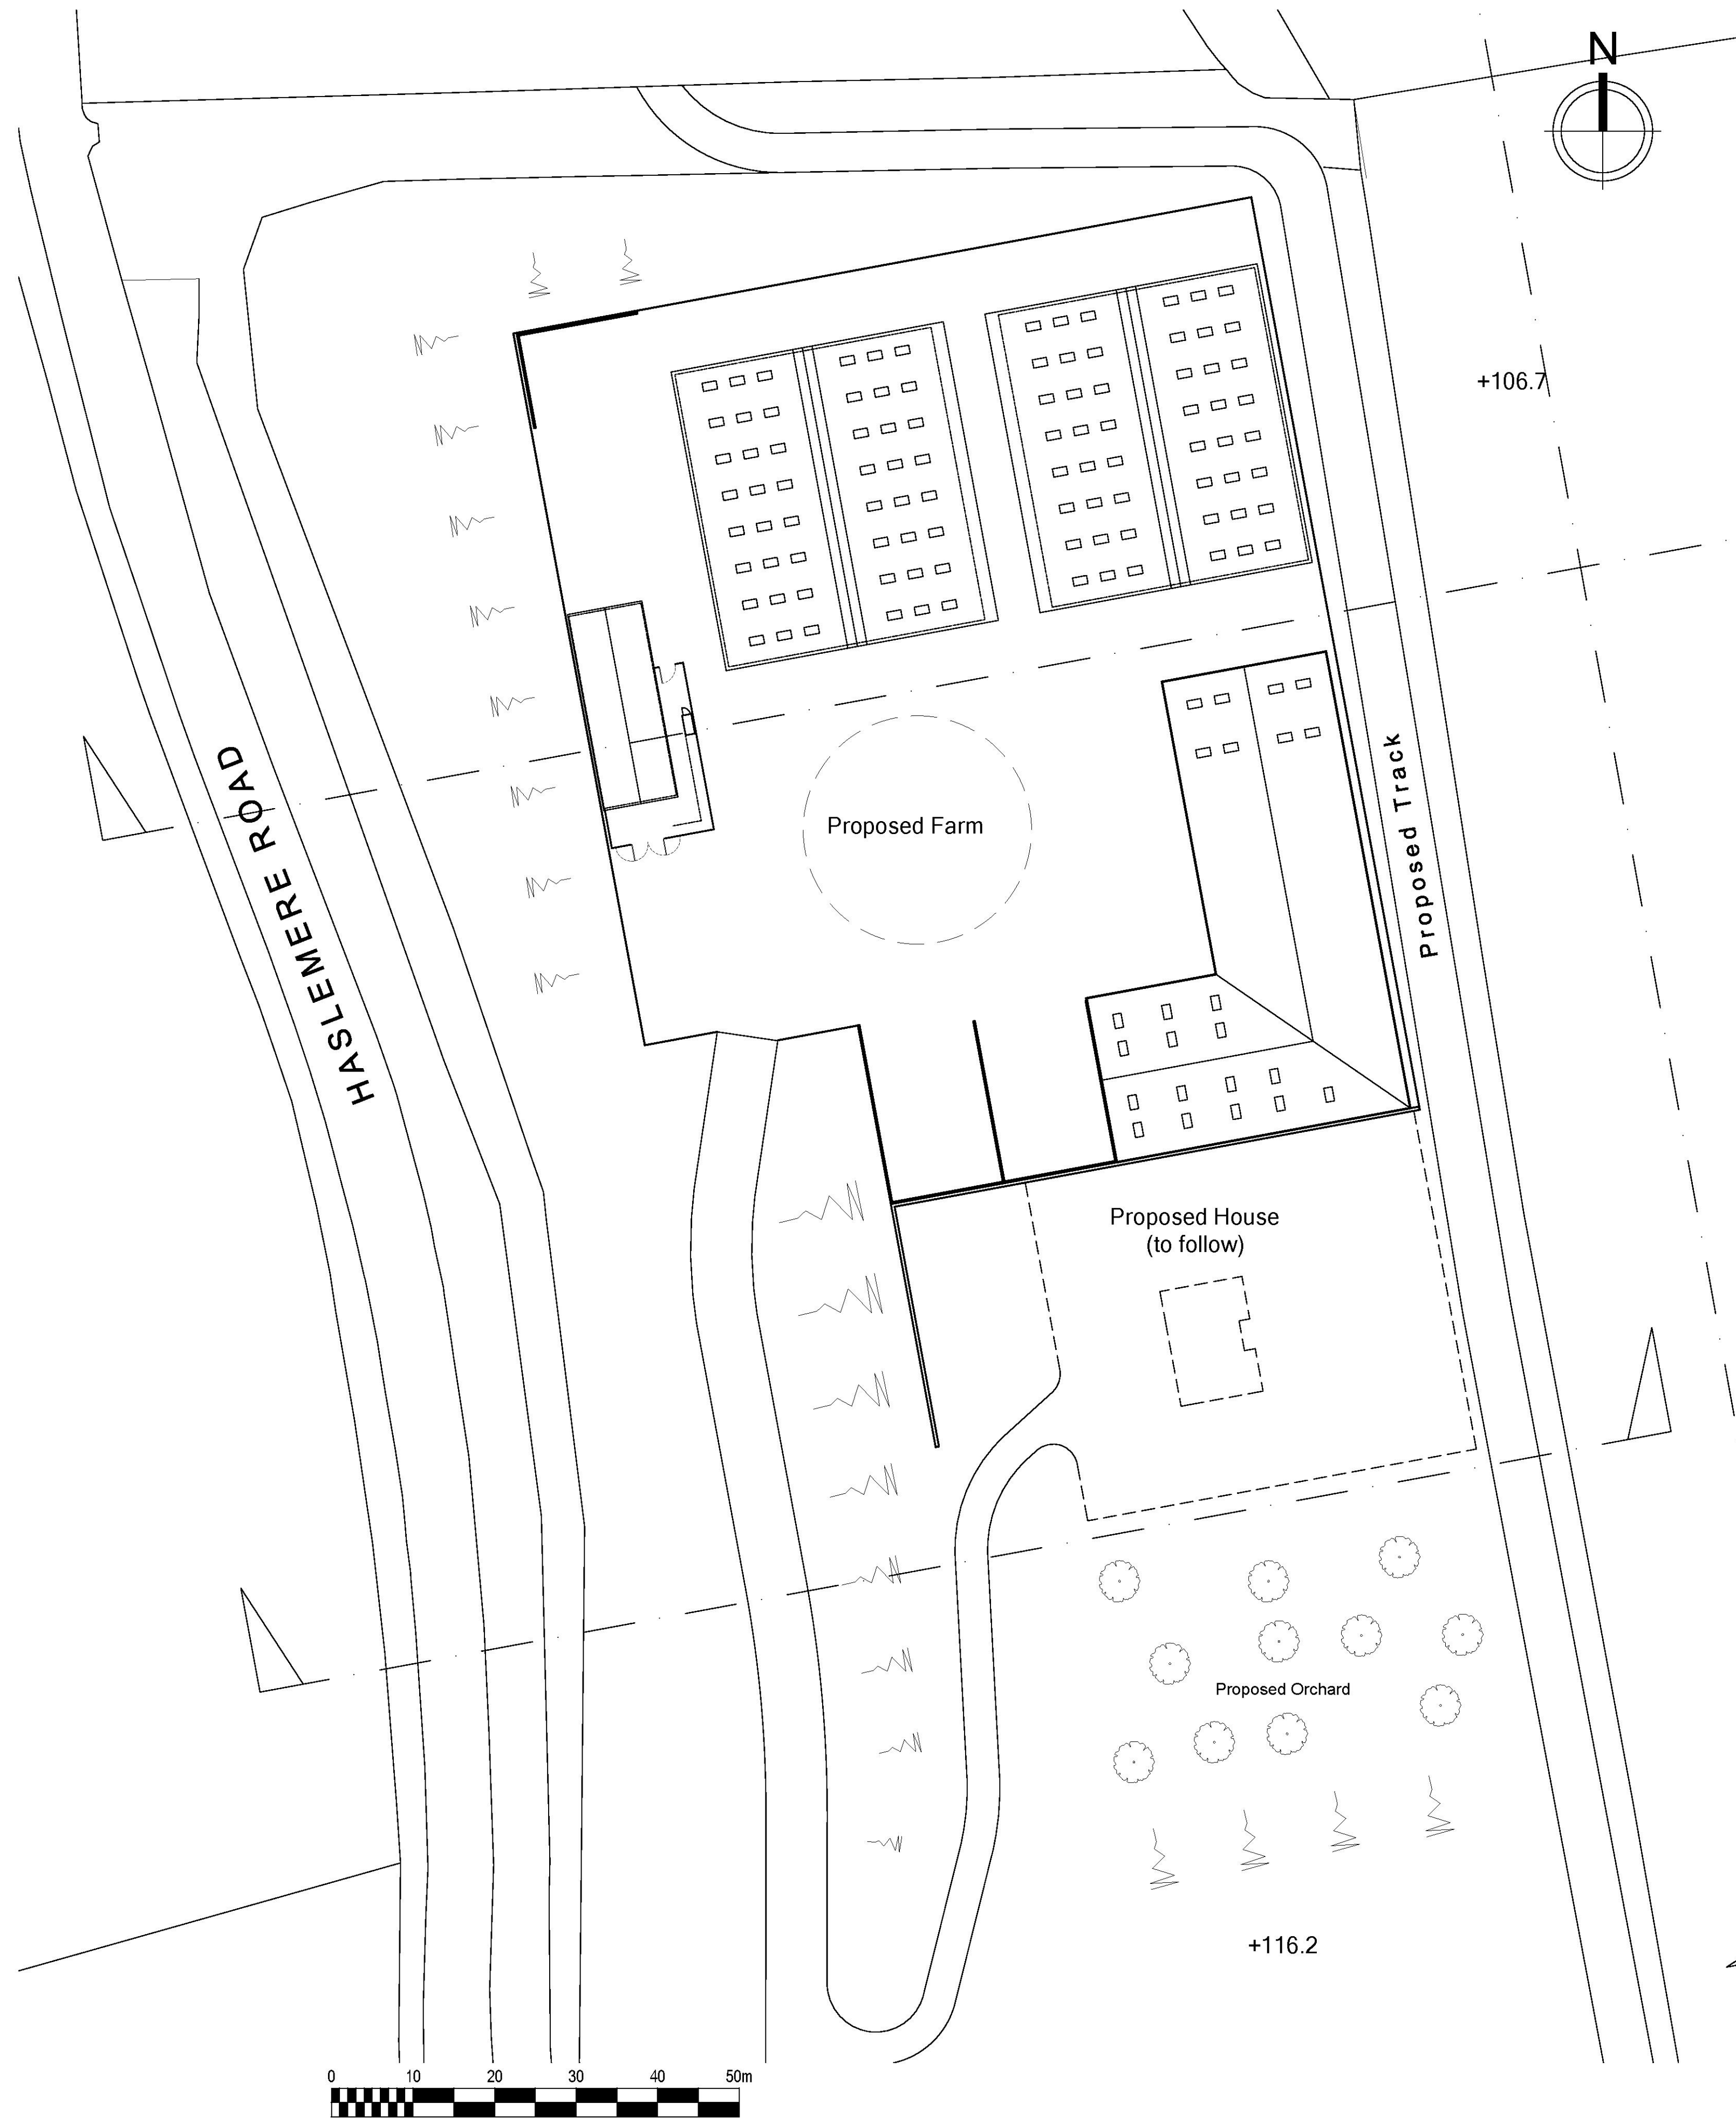 N
+106.7
HASLEMERE ROAD
Proposed Farm
Proposed Track
Proposed House
(to follow)
Proposed Orchard
+116.2
0 10 20 30 40 50m